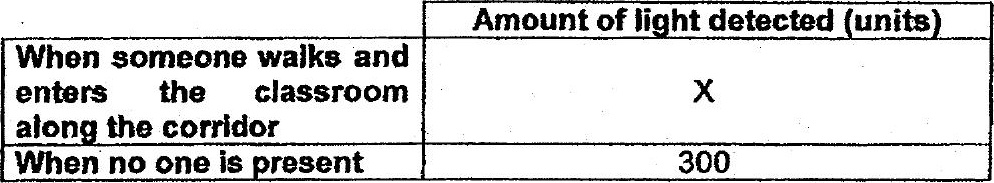 Amount of light detected (units)
When someone walks and
enters the classroom
along the corridor
X
When no one is present
300